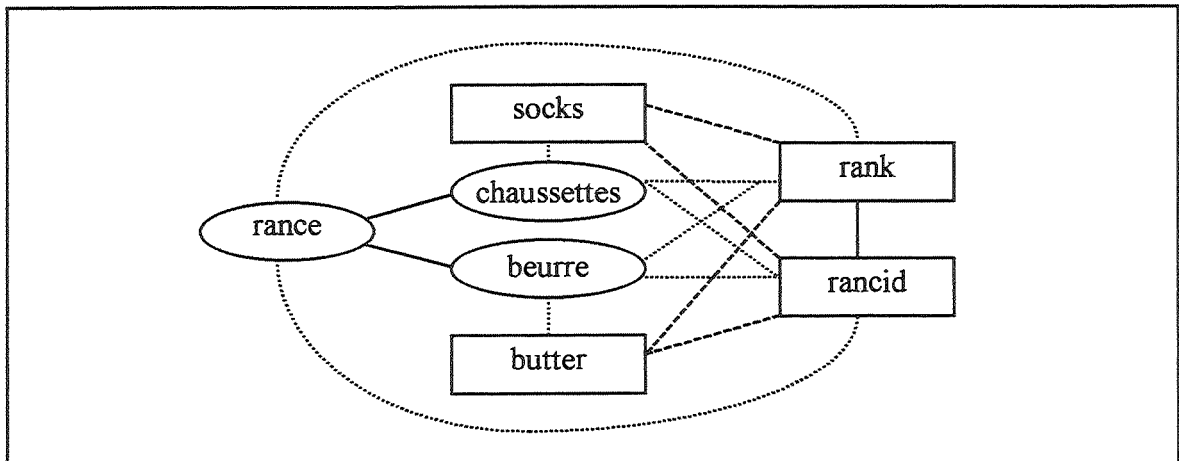 socks
rank
chaussettes
rance
beurre
rancid
butter